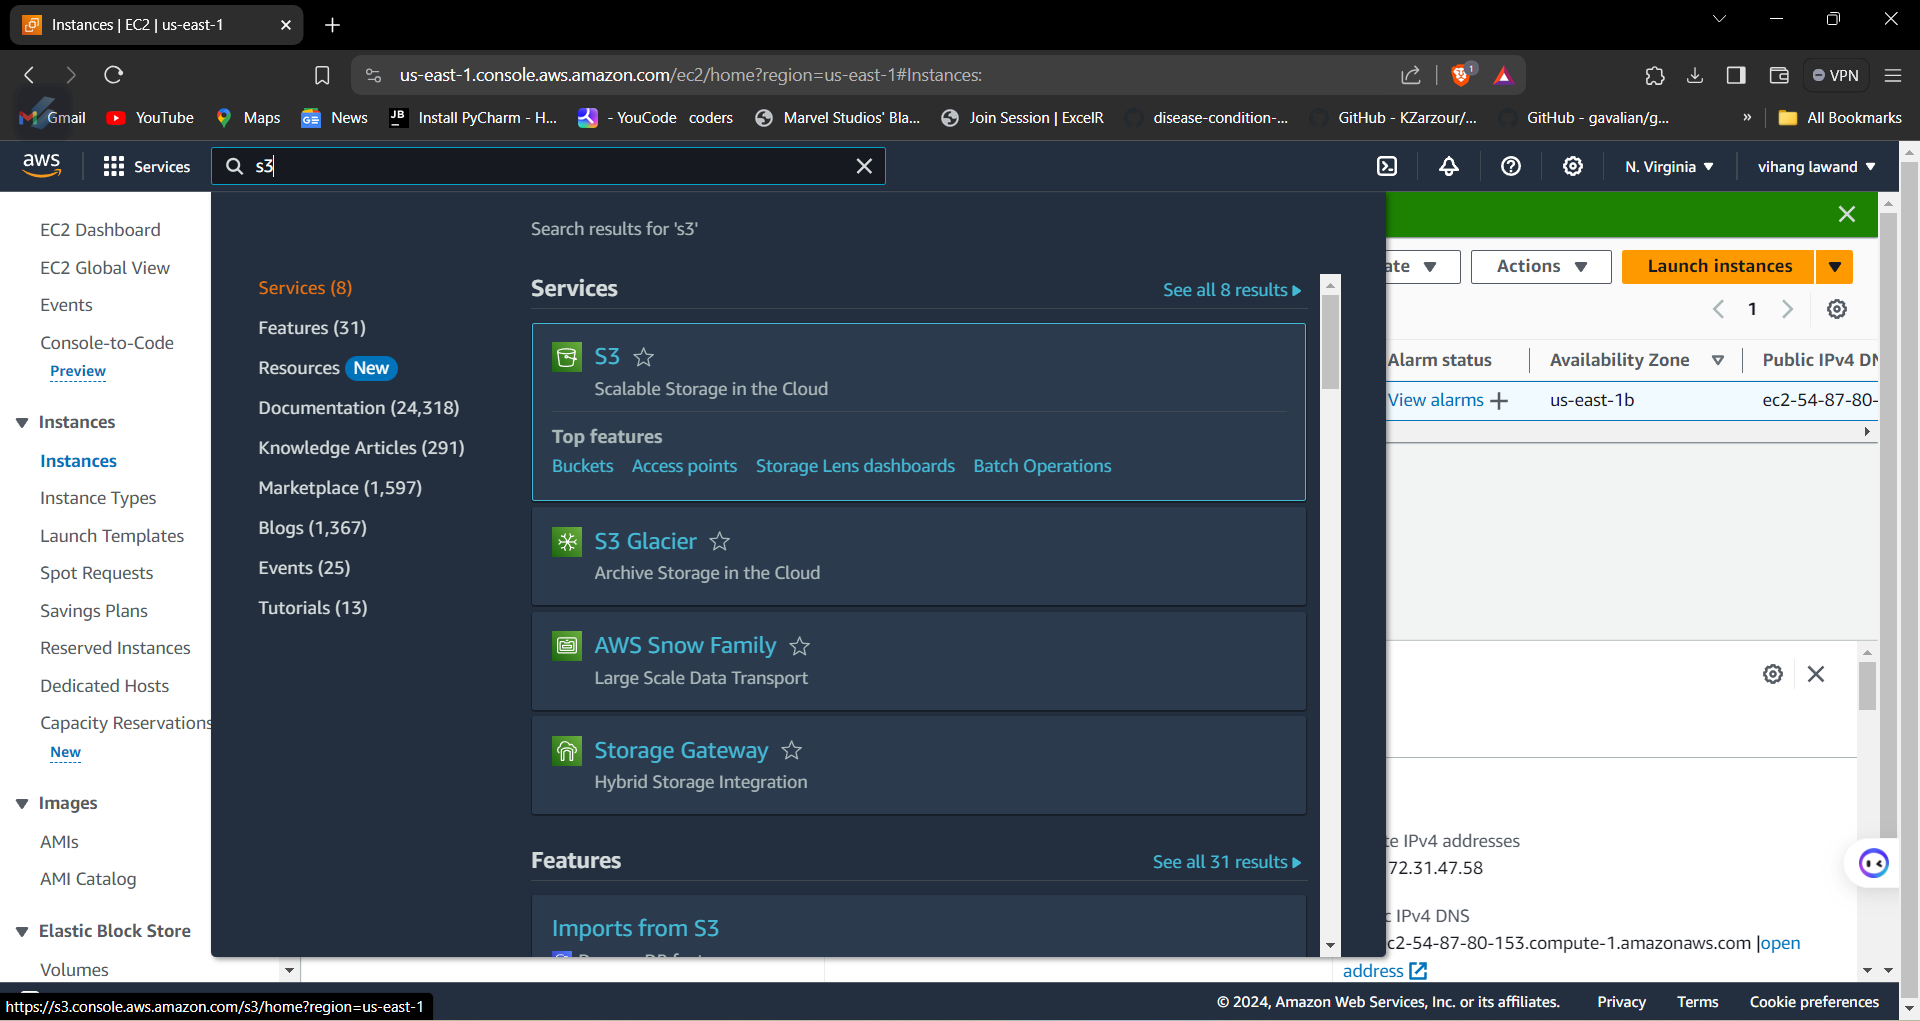 Instances | EC2 | us-east-1
us-east-1.console.aws.amazon.com/ec2/home?region=us-east-1#Instances:
1
VPN
Gmail
YouTube
Maps
News
Install PyCharm - H...
- YouCode coders
Marvel Studios' Bla...
Join Session | ExcelR
disease-condition-...
GitHub - KZarzour/...
GitHub - gavalian/g...
»
All Bookmarks
aws
Services
s3
N. Virginia
vihang lawand
EC2 Dashboard
EC2 Global View
Events
Console-to-Code
Preview
Instances
Instances
Instance Types
Launch Templates
Spot Requests
Savings Plans
Reserved Instances
Dedicated Hosts
Capacity Reservations
New
Images
AMIs
AMI Catalog
Elastic Block Store
Volumes
Search results for 's3'
Services (8)
Features (31)
Resources New
Documentation (24,318)
Knowledge Articles (291)
Marketplace (1,597)
Blogs (1,367)
Events (25)
Tutorials (13)
Services
See all 8 results
S3
Scalable Storage in the Cloud
Top features
Buckets Access points Storage Lens dashboards Batch Operations
S3 Glacier
Archive Storage in the Cloud
AWS Snow Family
Large Scale Data Transport
Storage Gateway
Hybrid Storage Integration
Features
See all 31 results
Imports from S3
ate
Actions
Launch instances
1
Alarm status
Availability Zone
Public IPv4 DN
View alarms +
us-east-1b
ec2-54-87-80-
te IPv4 addresses
72.31.47.58
c IPv4 DNS
c2-54-87-80-153.compute-1.amazonaws.com |open
address
https://s3.console.aws.amazon.com/s3/home?region=us-east-1
© 2024, Amazon Web Services, Inc. or its affiliates.
Privacy
Terms
Cookie preferences